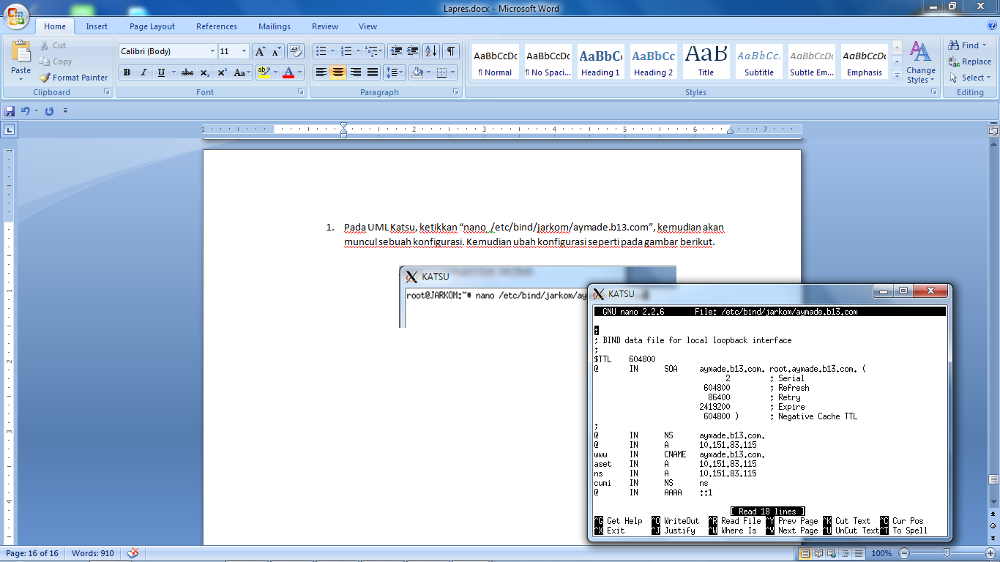 Lapres.docx - Microsoft Word
Home Insert Page Layout References Mailings Review View
Paste
Cut
Copy
Format Painter
Clipboard
Calibri (Body) 11
B I U abc x₂ x² Aa
Font
Paragraph
AaBbCcDc AaBbCcDc AaBbCc AaBbCc AaB AaBbCc. AaBbCcDc AaBbCcDc
¶ Normal ¶ No Spaci... Heading 1 Heading 2 Title Subtitle Subtle Em... Emphasis
Change Styles
Styles
Find
Replace
Select
Editing
1 2 3 4 5 6 7
1. Pada UML Katsu, ketikkan “nano /etc/bind/jarkom/aymade.b13.com”, kemudian akan
muncul sebuah konfigurasi. Kemudian ubah konfigurasi seperti pada gambar berikut.
KATSU
root@JARKOM:~# nano /etc/bind/jarkom/ay
KATSU
GNU nano 2.2.6 File: /etc/bind/jarkom/aymade.b13.com
;
; BIND data file for local loopback interface
;
$TTL 604800
@ IN SOA aymade.b13.com. root.aymade.b13.com. (
2 ; Serial
604800 ; Refresh
86400 ; Retry
2419200 ; Expire
604800 ) ; Negative Cache TTL
;
@ IN NS aymade.b13.com.
@ IN A 10.151.83.115
www IN CNAME aymade.b13.com.
aset IN A 10.151.83.115
ns IN A 10.151.83.115
cumi IN NS ns
@ IN AAAA ::1
[ Read 18 lines ]
^G Get Help ^O WriteOut ^R Read File ^Y Prev Page ^K Cut Text ^C Cur Pos
^X Exit ^J Justify ^W Where Is ^V Next Page ^U UnCut Text ^T To Spell
Page: 16 of 16 Words: 910 100%